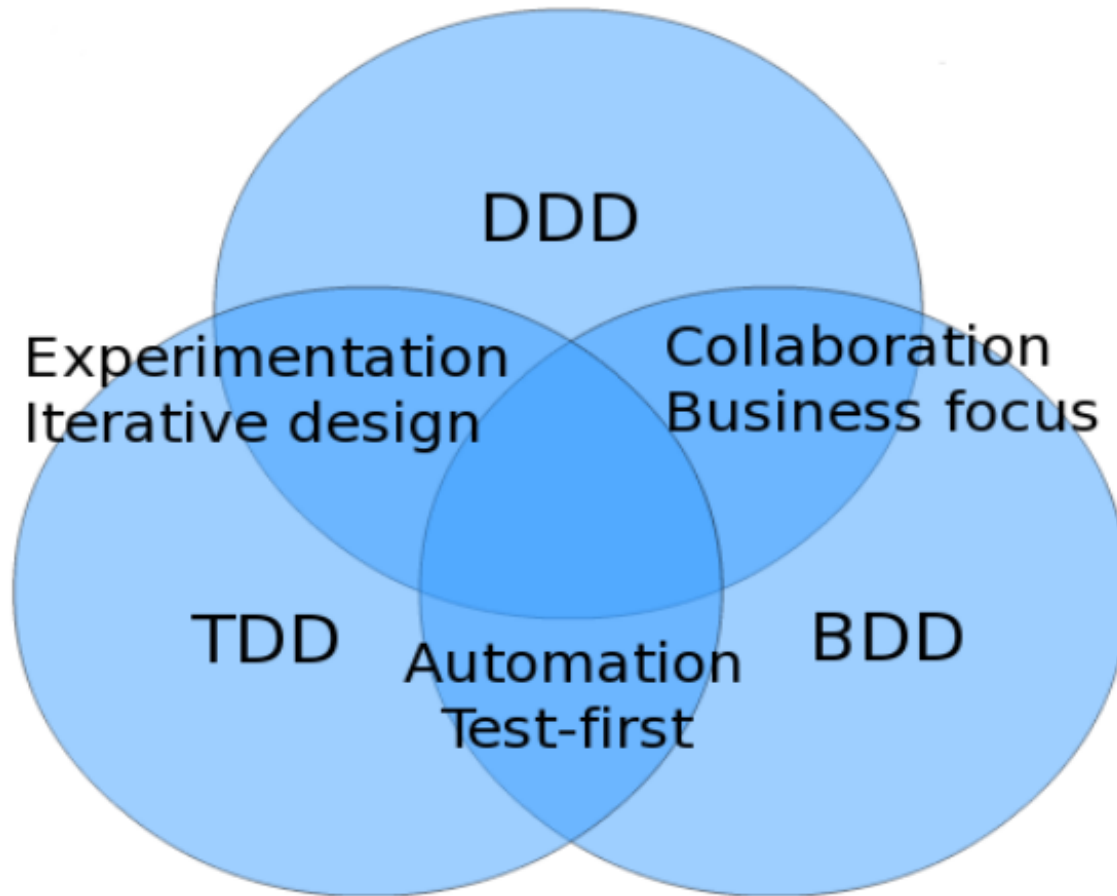 DDD
Experimentation
Iterative design
Collaboration
Business focus
TDD
BDD
Automation
Test-first